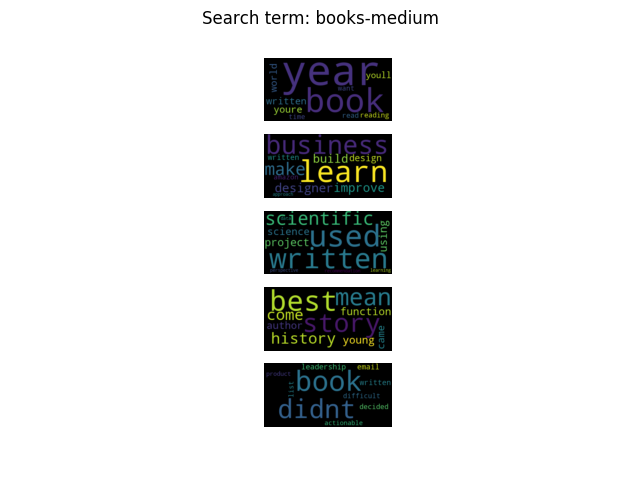 Search term: books-medium
year
world
youll
want
book
written
youre
time
read
reading
business
written
build
design
make
learn
amazon
designer
improve
scientific
science
used
using
project
written
learning
best
mean
come
function
author
story
history
young
came
leadership
email
product
book
written
list
difficult
didnt
decided
actionable